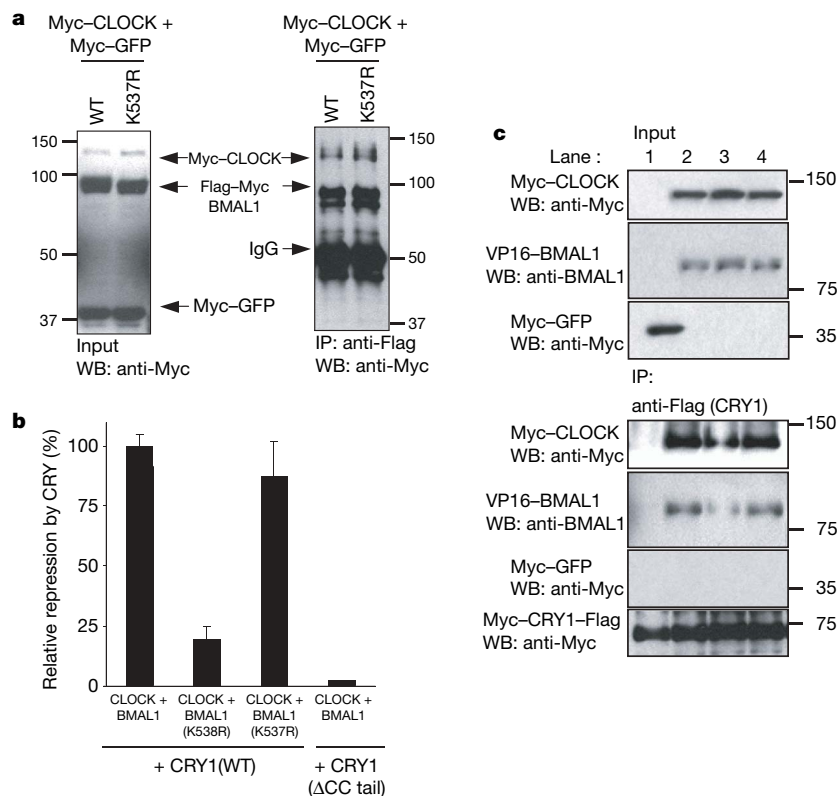 a
Myc–CLOCK +
Myc–GFP
WT
K537R
150
100
50
37
Input
WB: anti-Myc
Myc–CLOCK
Flag–Myc
BMAL1
IgG
Myc–GFP
Myc–CLOCK +
Myc–GFP
WT
K537R
150
100
50
37
IP: anti-Flag
WB: anti-Myc
b
Relative repression by CRY (%)
100
75
50
25
0
CLOCK +
BMAL1
CLOCK +
BMAL1
(K538R)
CLOCK +
BMAL1
(K537R)
CLOCK +
BMAL1
+ CRY1(WT)
+ CRY1
(ΔCC tail)
c
Input
Lane : 1 2 3 4
Myc–CLOCK
WB: anti-Myc
150
VP16–BMAL1
WB: anti-BMAL1
75
Myc–GFP
WB: anti-Myc
35
IP:
anti-Flag (CRY1)
Myc–CLOCK
WB: anti-Myc
150
VP16–BMAL1
WB: anti-BMAL1
75
Myc–GFP
WB: anti-Myc
35
Myc–CRY1–Flag
WB: anti-Myc
75